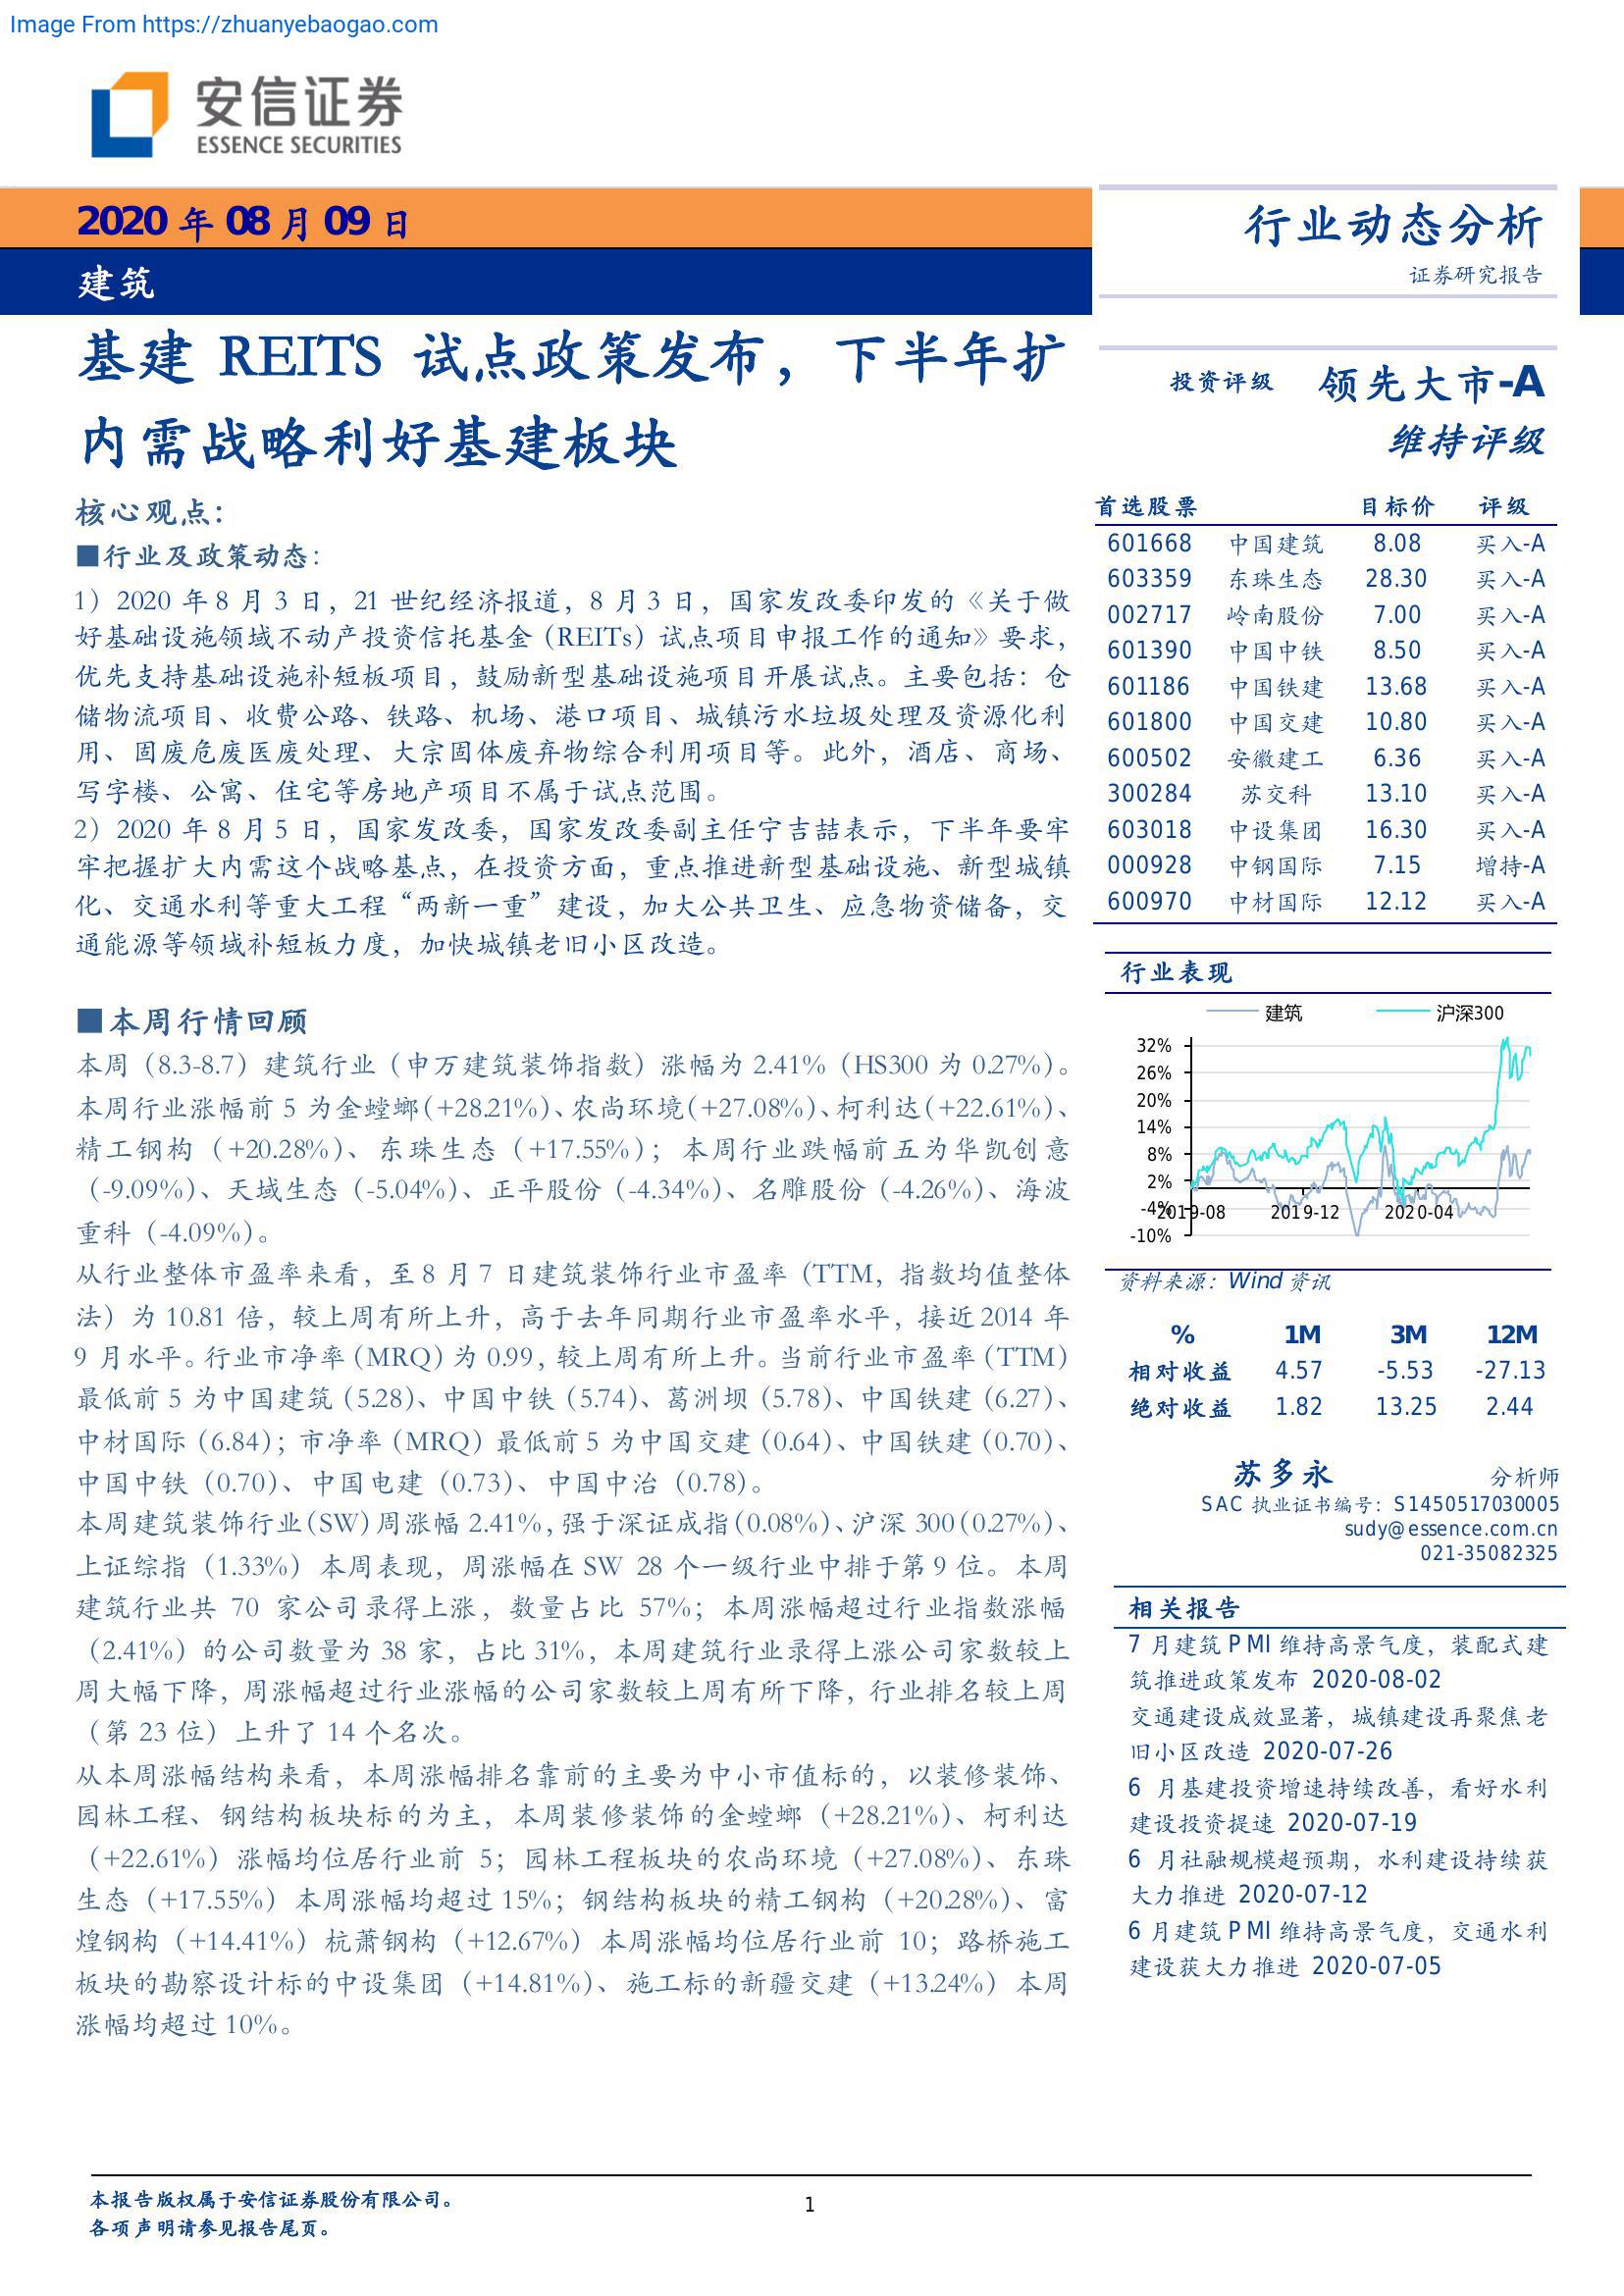 Image From https://zhuanyebaogao.com
安信证券
ESSENCE SECURITIES
2020 年 08 月 09 日
建筑
行业动态分析
证券研究报告
基建 REITS 试点政策发布，下半年扩
内需战略利好基建板块
核心观点：
■行业及政策动态：
1）2020 年 8 月 3 日，21 世纪经济报道，8 月 3 日，国家发改委印发的《关于做
好基础设施领域不动产投资信托基金（REITs）试点项目申报工作的通知》要求，
优先支持基础设施补短板项目，鼓励新型基础设施项目开展试点。主要包括：仓
储物流项目、收费公路、铁路、机场、港口项目、城镇污水垃圾处理及资源化利
用、固废危废医废处理、大宗固体废弃物综合利用项目等。此外，酒店、商场、
写字楼、公寓、住宅等房地产项目不属于试点范围。
2）2020 年 8 月 5 日，国家发改委，国家发改委副主任宁吉喆表示，下半年要牢
牢把握扩大内需这个战略基点，在投资方面，重点推进新型基础设施、新型城镇
化、交通水利等重大工程“两新一重”建设，加大公共卫生、应急物资储备，交
通能源等领域补短板力度，加快城镇老旧小区改造。
■本周行情回顾
本周（8.3-8.7）建筑行业（申万建筑装饰指数）涨幅为 2.41%（HS300 为 0.27%）。
本周行业涨幅前 5 为金螳螂（+28.21%）、农尚环境（+27.08%）、柯利达（+22.61%）、
精工钢构（+20.28%）、东珠生态（+17.55%）；本周行业跌幅前五为华凯创意
（-9.09%）、天域生态（-5.04%）、正平股份（-4.34%）、名雕股份（-4.26%）、海波
重科（-4.09%）。
从行业整体市盈率来看，至 8 月 7 日建筑装饰行业市盈率（TTM，指数均值整体
法）为 10.81 倍，较上周有所上升，高于去年同期行业市盈率水平，接近 2014 年
9 月水平。行业市净率（MRQ）为 0.99，较上周有所上升。当前行业市盈率（TTM）
最低前 5 为中国建筑（5.28）、中国中铁（5.74）、葛洲坝（5.78）、中国铁建（6.27）、
中材国际（6.84）；市净率（MRQ）最低前 5 为中国交建（0.64）、中国铁建（0.70）、
中国中铁（0.70）、中国电建（0.73）、中国中冶（0.78）。
本周建筑装饰行业（SW）周涨幅 2.41%，强于深证成指（0.08%）、沪深 300（0.27%）、
上证综指（1.33%）本周表现，周涨幅在 SW 28 个一级行业中排于第 9 位。本周
建筑行业共 70 家公司录得上涨，数量占比 57%；本周涨幅超过行业指数涨幅
（2.41%）的公司数量为 38 家，占比 31%，本周建筑行业录得上涨公司家数较上
周大幅下降，周涨幅超过行业涨幅的公司家数较上周有所下降，行业排名较上周
（第 23 位）上升了 14 个名次。
从本周涨幅结构来看，本周涨幅排名靠前的主要为中小市值标的，以装修装饰、
园林工程、钢结构板块标的为主，本周装修装饰的金螳螂（+28.21%）、柯利达
（+22.61%）涨幅均位居行业前 5；园林工程板块的农尚环境（+27.08%）、东珠
生态（+17.55%）本周涨幅均超过 15%；钢结构板块的精工钢构（+20.28%）、富
煌钢构（+14.41%）杭萧钢构（+12.67%）本周涨幅均位居行业前 10；路桥施工
板块的勘察设计标的中设集团（+14.81%）、施工标的新疆交建（+13.24%）本周
涨幅均超过 10%。
投资评级 领先大市-A
维持评级
首选股票 目标价 评级
601668 中国建筑 8.08 买入-A
603359 东珠生态 28.30 买入-A
002717 岭南股份 7.00 买入-A
601390 中国中铁 8.50 买入-A
601186 中国铁建 13.68 买入-A
601800 中国交建 10.80 买入-A
600502 安徽建工 6.36 买入-A
300284 苏交科 13.10 买入-A
603018 中设集团 16.30 买入-A
000928 中钢国际 7.15 增持-A
600970 中材国际 12.12 买入-A
行业表现
建筑 沪深300
32%
26%
20%
14%
8%
2%
-4%
-10%
2019-08 2019-12 2020-04
资料来源：Wind 资讯
% 1M 3M 12M
相对收益 4.57 -5.53 -27.13
绝对收益 1.82 13.25 2.44
苏多永 分析师
SAC 执业证书编号：S1450517030005
sudy@essence.com.cn
021-35082325
相关报告
7 月建筑 PMI 维持高景气度，装配式建
筑推进政策发布 2020-08-02
交通建设成效显著，城镇建设再聚焦老
旧小区改造 2020-07-26
6 月基建投资增速持续改善，看好水利
建设投资提速 2020-07-19
6 月社融规模超预期，水利建设持续获
大力推进 2020-07-12
6 月建筑 PMI 维持高景气度，交通水利
建设获大力推进 2020-07-05
本报告版权属于安信证券股份有限公司。
各项声明请参见报告尾页。
1